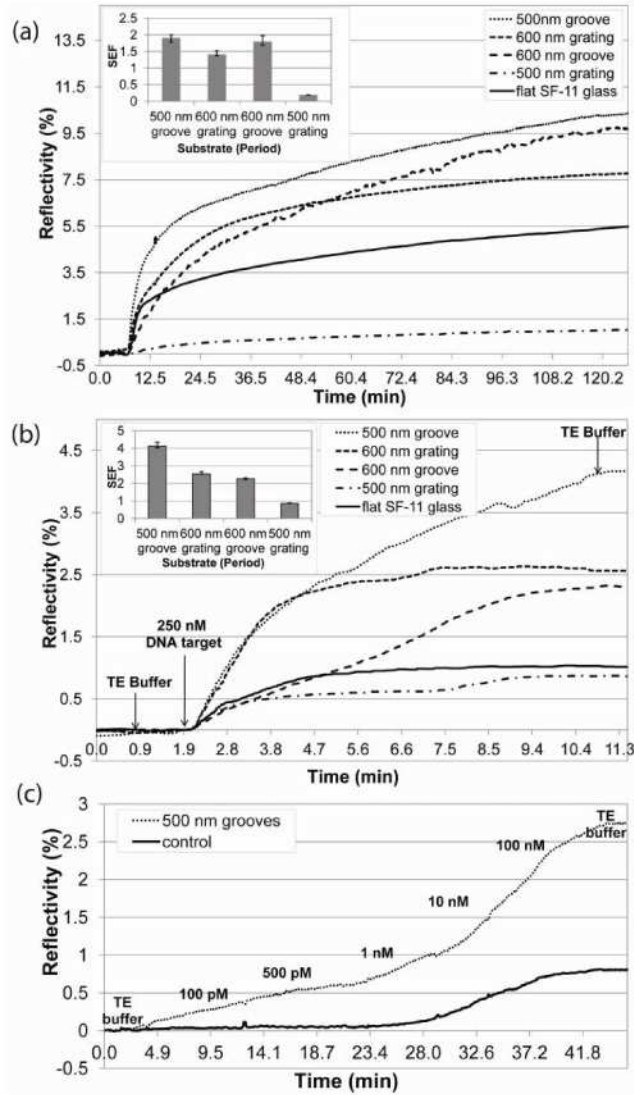 (a)
2.5
2
1.5
1
0.5
0
SEF
500 nm groove
600 nm grating
600 nm groove
500 nm grating
Substrate (Period)
500nm groove
600 nm grating
600 nm groove
500 nm grating
flat SF-11 glass
13.5
11.5
9.5
7.5
5.5
3.5
1.5
-0.5
Reflectivity (%)
0.0 12.5 24.5 36.4 48.4 60.4 72.4 84.3 96.3 108.2 120.2
Time (min)
(b)
5
4
3
2
1
0
SEF
500 nm groove
600 nm grating
600 nm groove
500 nm grating
Substrate (Period)
500 nm groove
600 nm grating
600 nm groove
500 nm grating
flat SF-11 glass
TE Buffer
4.5
2.5
1.5
0.5
-0.5
Reflectivity (%)
250 nM
DNA target
TE Buffer
0.0 0.9 1.9 2.8 3.8 4.7 5.7 6.6 7.5 8.5 9.4 10.4 11.3
Time (min)
(c)
3
2.5
2
1.5
1
0.5
0
-0.5
Reflectivity (%)
500 nm grooves
control
TE
buffer
100 pM
500 pM
1 nM
10 nM
100 nM
TE
buffer
0.0 4.9 9.5 14.1 18.7 23.4 28.0 32.6 37.2 41.8
Time (min)